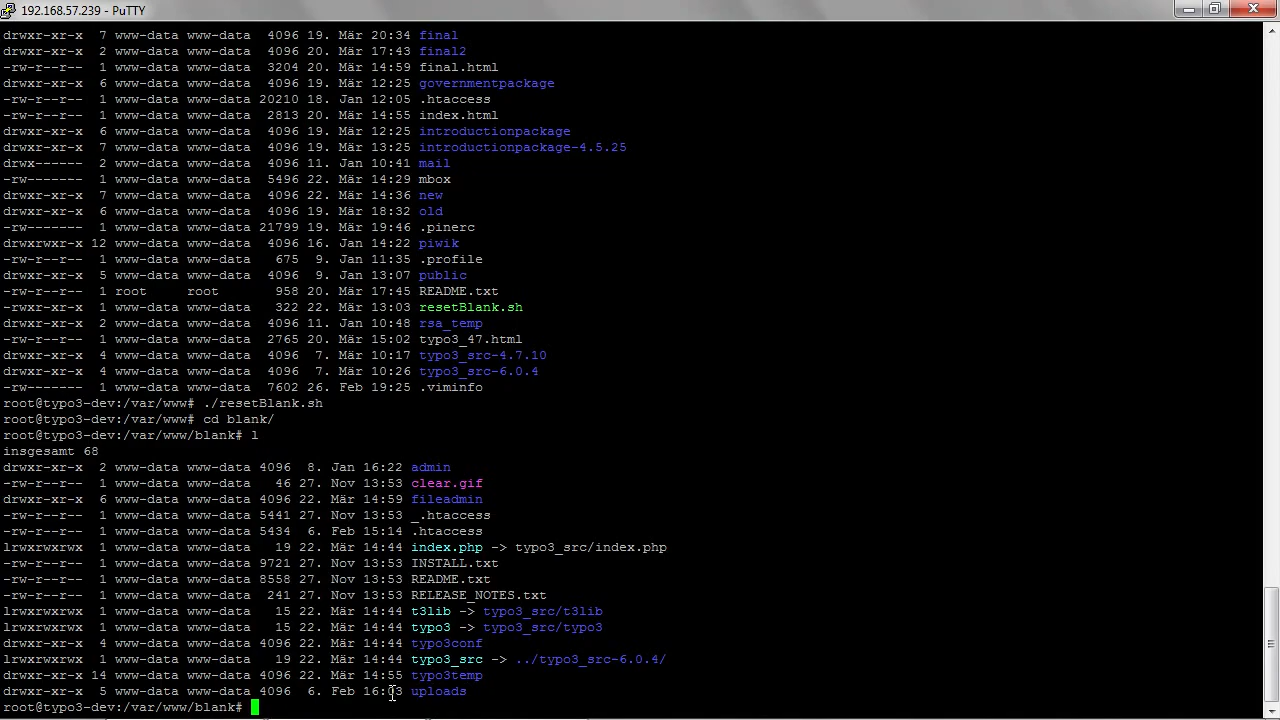 192.168.57.239 - PuTTY
drwxr-xr-x  7 www-data www-data  4096 19. Mär 20:34 final
drwxr-xr-x  2 www-data www-data  4096 20. Mär 17:43 final2
-rw-r--r--  1 www-data www-data  3204 20. Mär 14:59 final.html
drwxr-xr-x  6 www-data www-data  4096 19. Mär 12:25 governmentpackage
-rw-r--r--  1 www-data www-data 20210 18. Jan 12:05 .htaccess
-rw-r--r--  1 www-data www-data  2813 20. Mär 14:55 index.html
drwxr-xr-x  6 www-data www-data  4096 19. Mär 12:25 introductionpackage
drwxr-xr-x  7 www-data www-data  4096 19. Mär 13:25 introductionpackage-4.5.25
drwx------  2 www-data www-data  4096 11. Jan 10:41 mail
-rw-------  1 www-data www-data  5496 22. Mär 14:29 mbox
drwxr-xr-x  7 www-data www-data  4096 22. Mär 14:36 new
drwxr-xr-x  6 www-data www-data  4096 19. Mär 18:32 old
-rw-------  1 www-data www-data 21799 19. Mär 19:46 .pinerc
drwxrwxr-x 12 www-data www-data  4096 16. Jan 14:22 piwik
-rw-r--r--  1 www-data www-data   675  9. Jan 11:35 .profile
drwxr-xr-x  5 www-data www-data  4096  9. Jan 13:07 public
-rw-r--r--  1 root     root       958 20. Mär 17:45 README.txt
-rwxr-xr-x  1 www-data www-data   322 22. Mär 13:03 resetBlank.sh
drwxr-xr-x  2 www-data www-data  4096 11. Jan 10:48 rsa_temp
-rw-r--r--  1 www-data www-data  2765 20. Mär 15:02 typo3_47.html
drwxr-xr-x  4 www-data www-data  4096  7. Mär 10:17 typo3_src-4.7.10
drwxr-xr-x  4 www-data www-data  4096  7. Mär 10:26 typo3_src-6.0.4
-rw-------  1 www-data www-data  7602 26. Feb 19:25 .viminfo
root@typo3-dev:/var/www# ./resetBlank.sh
root@typo3-dev:/var/www# cd blank/
root@typo3-dev:/var/www/blank# l
insgesamt 68
drwxr-xr-x  2 www-data www-data 4096  8. Jan 16:22 admin
-rw-r--r--  1 www-data www-data   46 27. Nov 13:53 clear.gif
drwxr-xr-x  6 www-data www-data 4096 22. Mär 14:59 fileadmin
-rw-r--r--  1 www-data www-data 5441 27. Nov 13:53 _.htaccess
-rw-r--r--  1 www-data www-data 5434  6. Feb 15:14 .htaccess
lrwxrwxrwx  1 www-data www-data   19 22. Mär 14:44 index.php -> typo3_src/index.php
-rw-r--r--  1 www-data www-data 9721 27. Nov 13:53 INSTALL.txt
-rw-r--r--  1 www-data www-data 8558 27. Nov 13:53 README.txt
-rw-r--r--  1 www-data www-data  241 27. Nov 13:53 RELEASE_NOTES.txt
lrwxrwxrwx  1 www-data www-data   15 22. Mär 14:44 t3lib -> typo3_src/t3lib
lrwxrwxrwx  1 www-data www-data   15 22. Mär 14:44 typo3 -> typo3_src/typo3
drwxr-xr-x  4 www-data www-data 4096 22. Mär 14:44 typo3conf
lrwxrwxrwx  1 www-data www-data   19 22. Mär 14:44 typo3_src -> ../typo3_src-6.0.4/
drwxr-xr-x 14 www-data www-data 4096 22. Mär 14:55 typo3temp
drwxr-xr-x  5 www-data www-data 4096  6. Feb 16:03 uploads
root@typo3-dev:/var/www/blank#